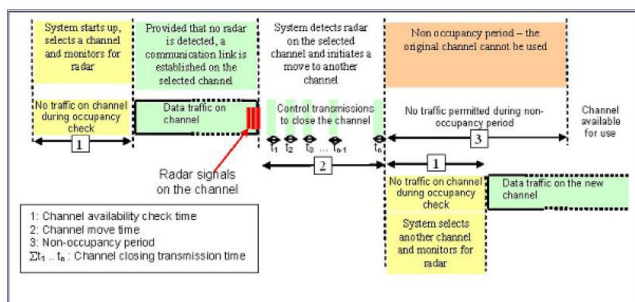 System starts up,
selects a channel
and monitors for
radar
Provided that no radar
is detected, a
communication link is
established on the
selected channel
System detects radar
on the selected
channel and initiates a
move to another
channel
Non occupancy period – the
original channel cannot be used
No traffic on channel
during occupancy
check
Data traffic on
channel
Control transmissions
to close the channel
No traffic permitted during non-
occupancy period
Channel
available
for use
1
t1 t2 t3 ... tn-1 tn
3
2
1
Radar signals
on the channel
No traffic on channel
during occupancy
check
Data traffic on the new
channel
System selects
another channel
and monitors for
radar
1: Channel availability check time
2: Channel move time
3: Non-occupancy period
Σt1 .. tn : Channel closing transmission time